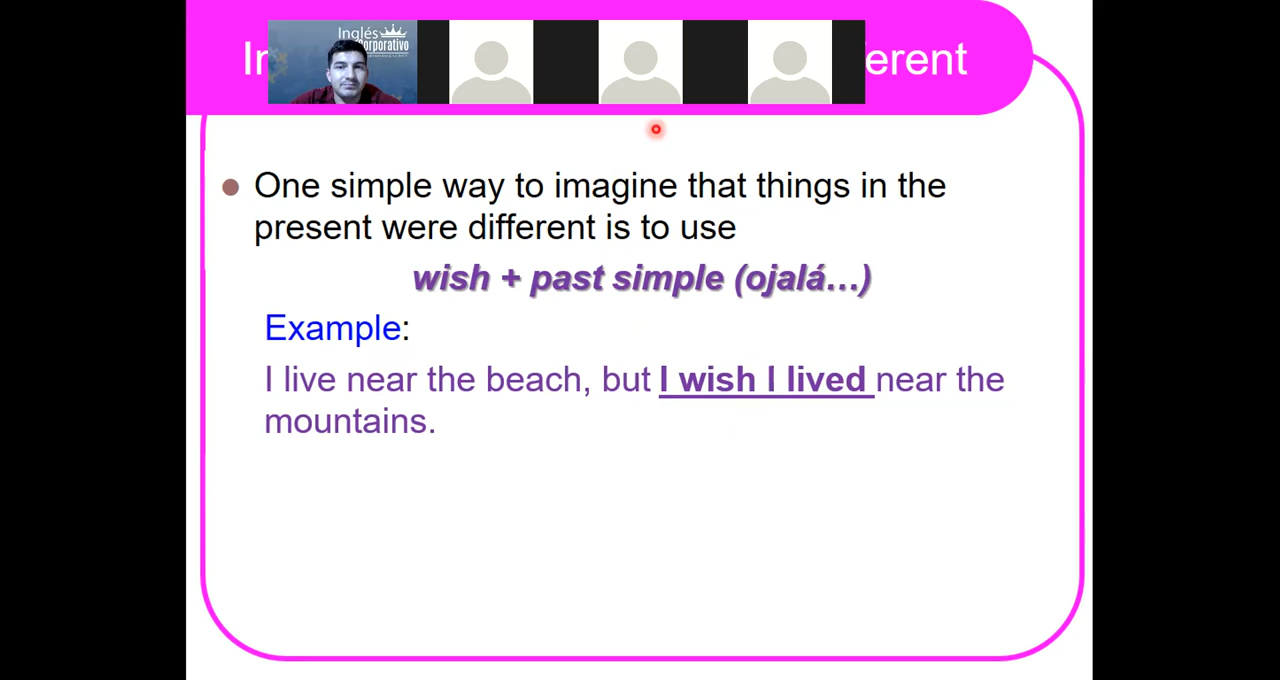 Inglés
Corporativo
erent
One simple way to imagine that things in the
present were different is to use
wish + past simple (ojalá…)
Example:
I live near the beach, but I wish I lived near the
mountains.